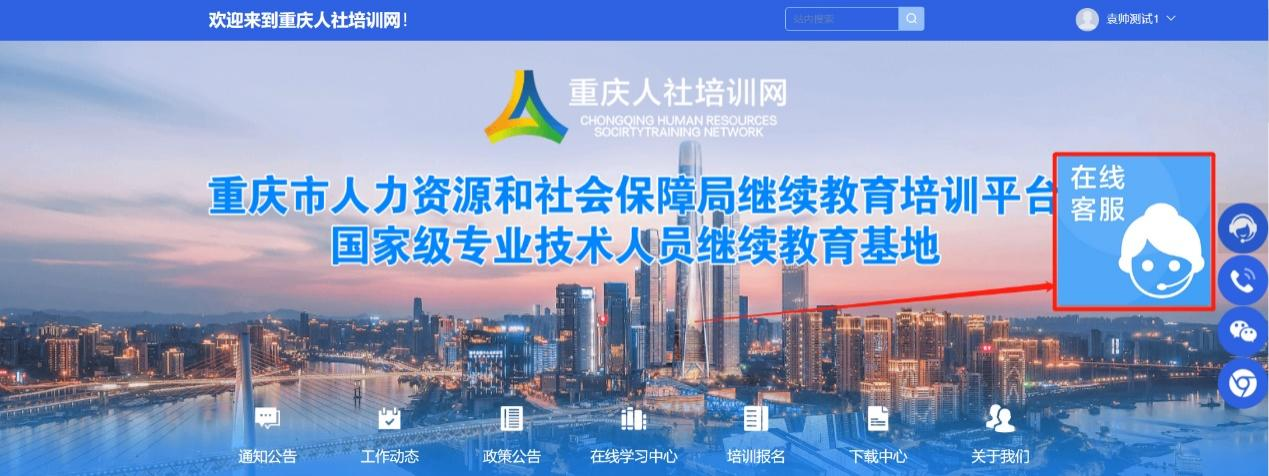 欢迎来到重庆人社培训网！
站内搜索
袁帅测试1
重庆人社培训网
CHONGQING HUMAN RESOURCES
SOCIRTYTRAINING NETWORK
重庆市人力资源和社会保障局继续教育培训平台
国家级专业技术人员继续教育基地
在线
客服
通知公告
工作动态
政策公告
在线学习中心
培训报名
下载中心
关于我们